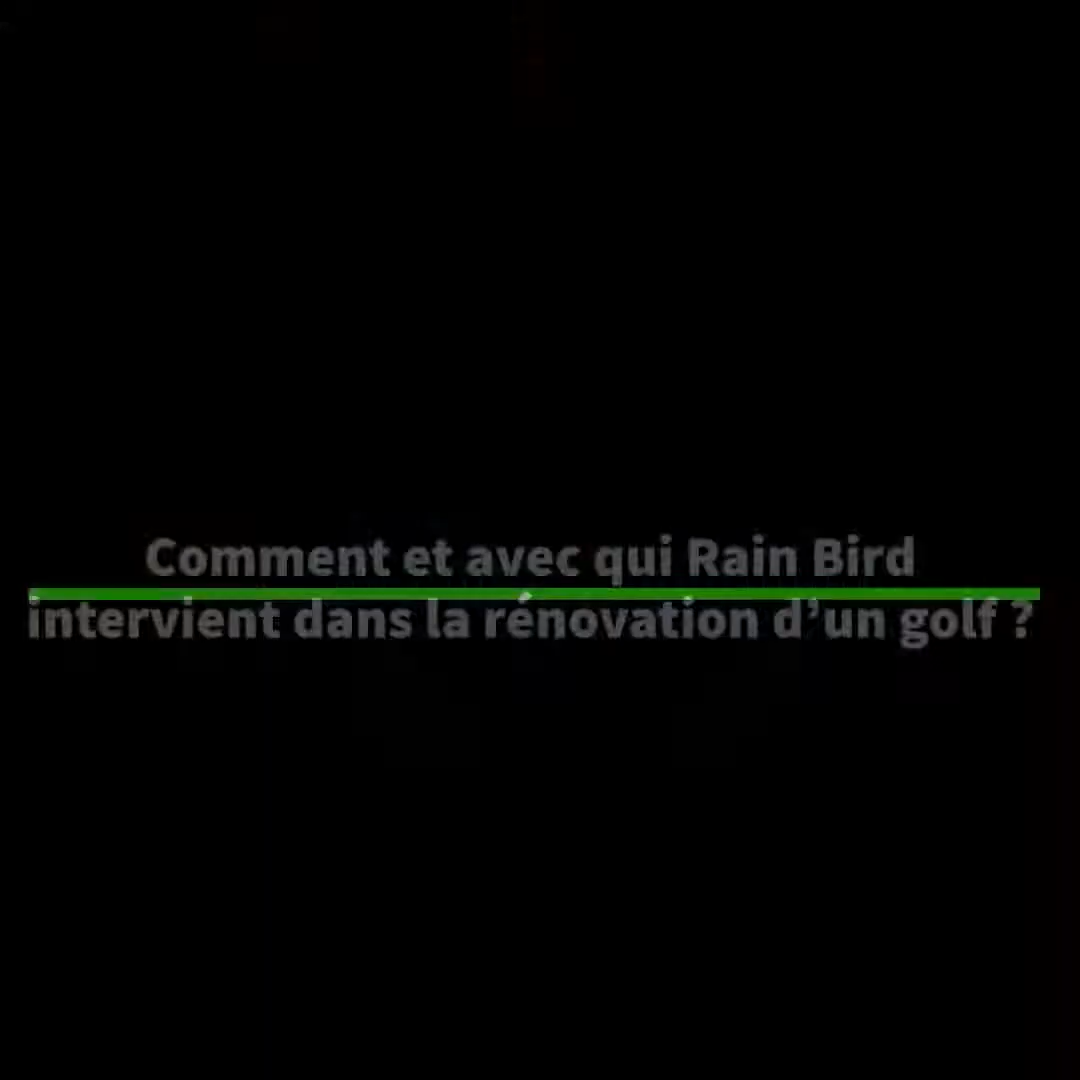 Comment et avec qui Rain Bird
intervient dans la rénovation d’un golf ?